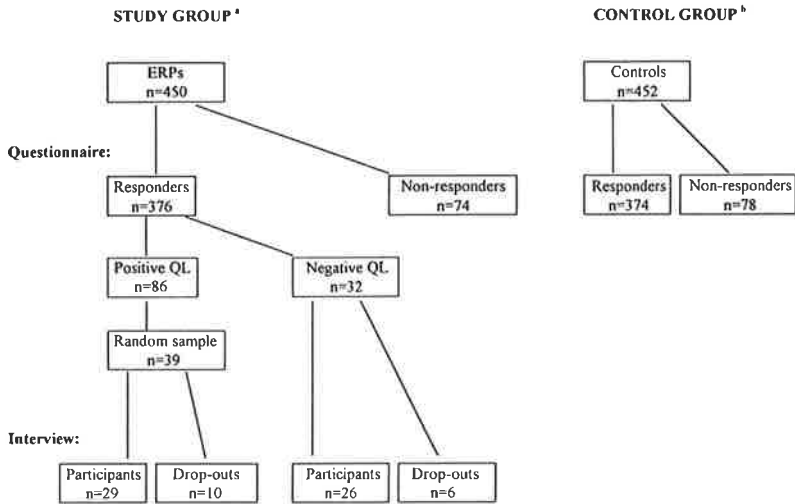 STUDY GROUP a
CONTROL GROUP b
ERPs
n=450
Controls
n=452
Questionnaire:
Responders
n=376
Non-responders
n=74
Responders
n=374
Non-responders
n=78
Positive QL
n=86
Negative QL
n=32
Random sample
n=39
Interview:
Participants
n=29
Drop-outs
n=10
Participants
n=26
Drop-outs
n=6